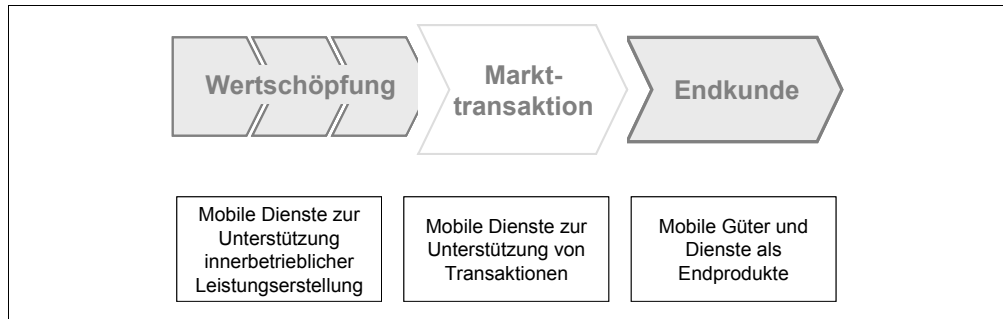 Wertschöpfung
Markt-
transaktion
Endkunde
Mobile Dienste zur
Unterstützung
innerbetrieblicher
Leistungserstellung
Mobile Dienste zur
Unterstützung von
Transaktionen
Mobile Güter und
Dienste als
Endprodukte